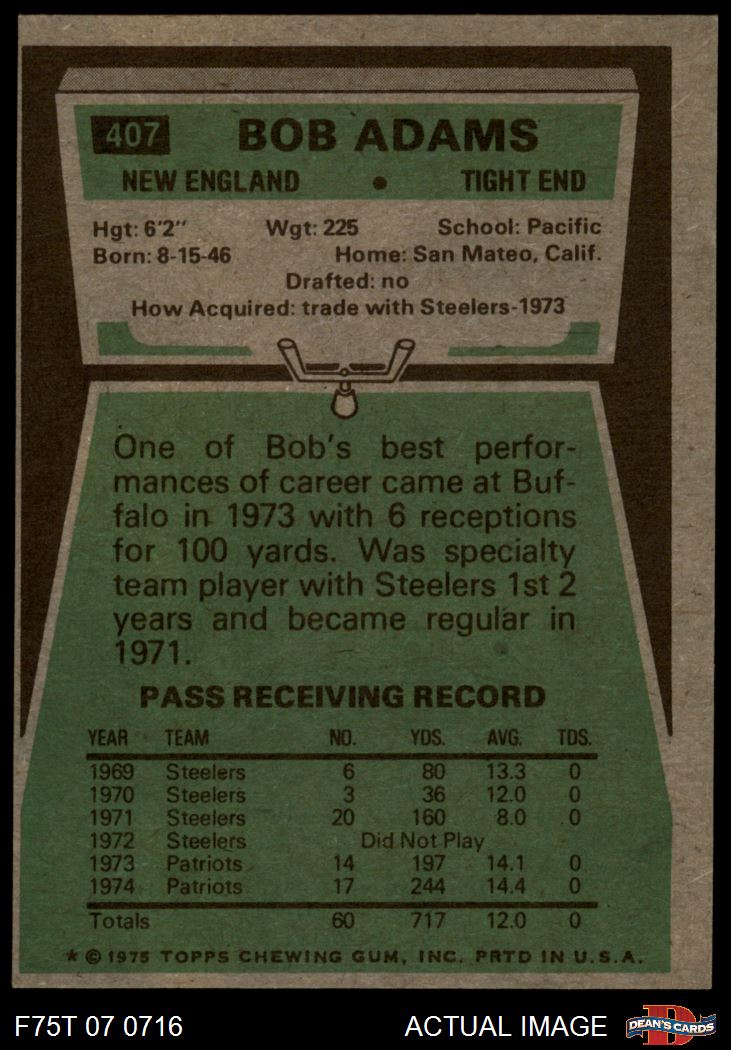 407 BOB ADAMS
NEW ENGLAND • TIGHT END
Hgt: 6'2" Wgt: 225 School: Pacific
Born: 8-15-46 Home: San Mateo, Calif.
Drafted: no
How Acquired: trade with Steelers-1973
One of Bob's best perfor-
mances of career came at Buf-
falo in 1973 with 6 receptions
for 100 yards. Was specialty
team player with Steelers 1st 2
years and became regular in
1971.
PASS RECEIVING RECORD
YEAR TEAM NO. YDS. AVG. TDS.
1969 Steelers 6 80 13.3 0
1970 Steelers 3 36 12.0 0
1971 Steelers 20 160 8.0 0
1972 Steelers Did Not Play
1973 Patriots 14 197 14.1 0
1974 Patriots 17 244 14.4 0
Totals 60 717 12.0 0
* © 1975 TOPPS CHEWING GUM, INC. PRTD IN U.S.A.
F75T 07 0716 ACTUAL IMAGE D DEAN'S CARDS